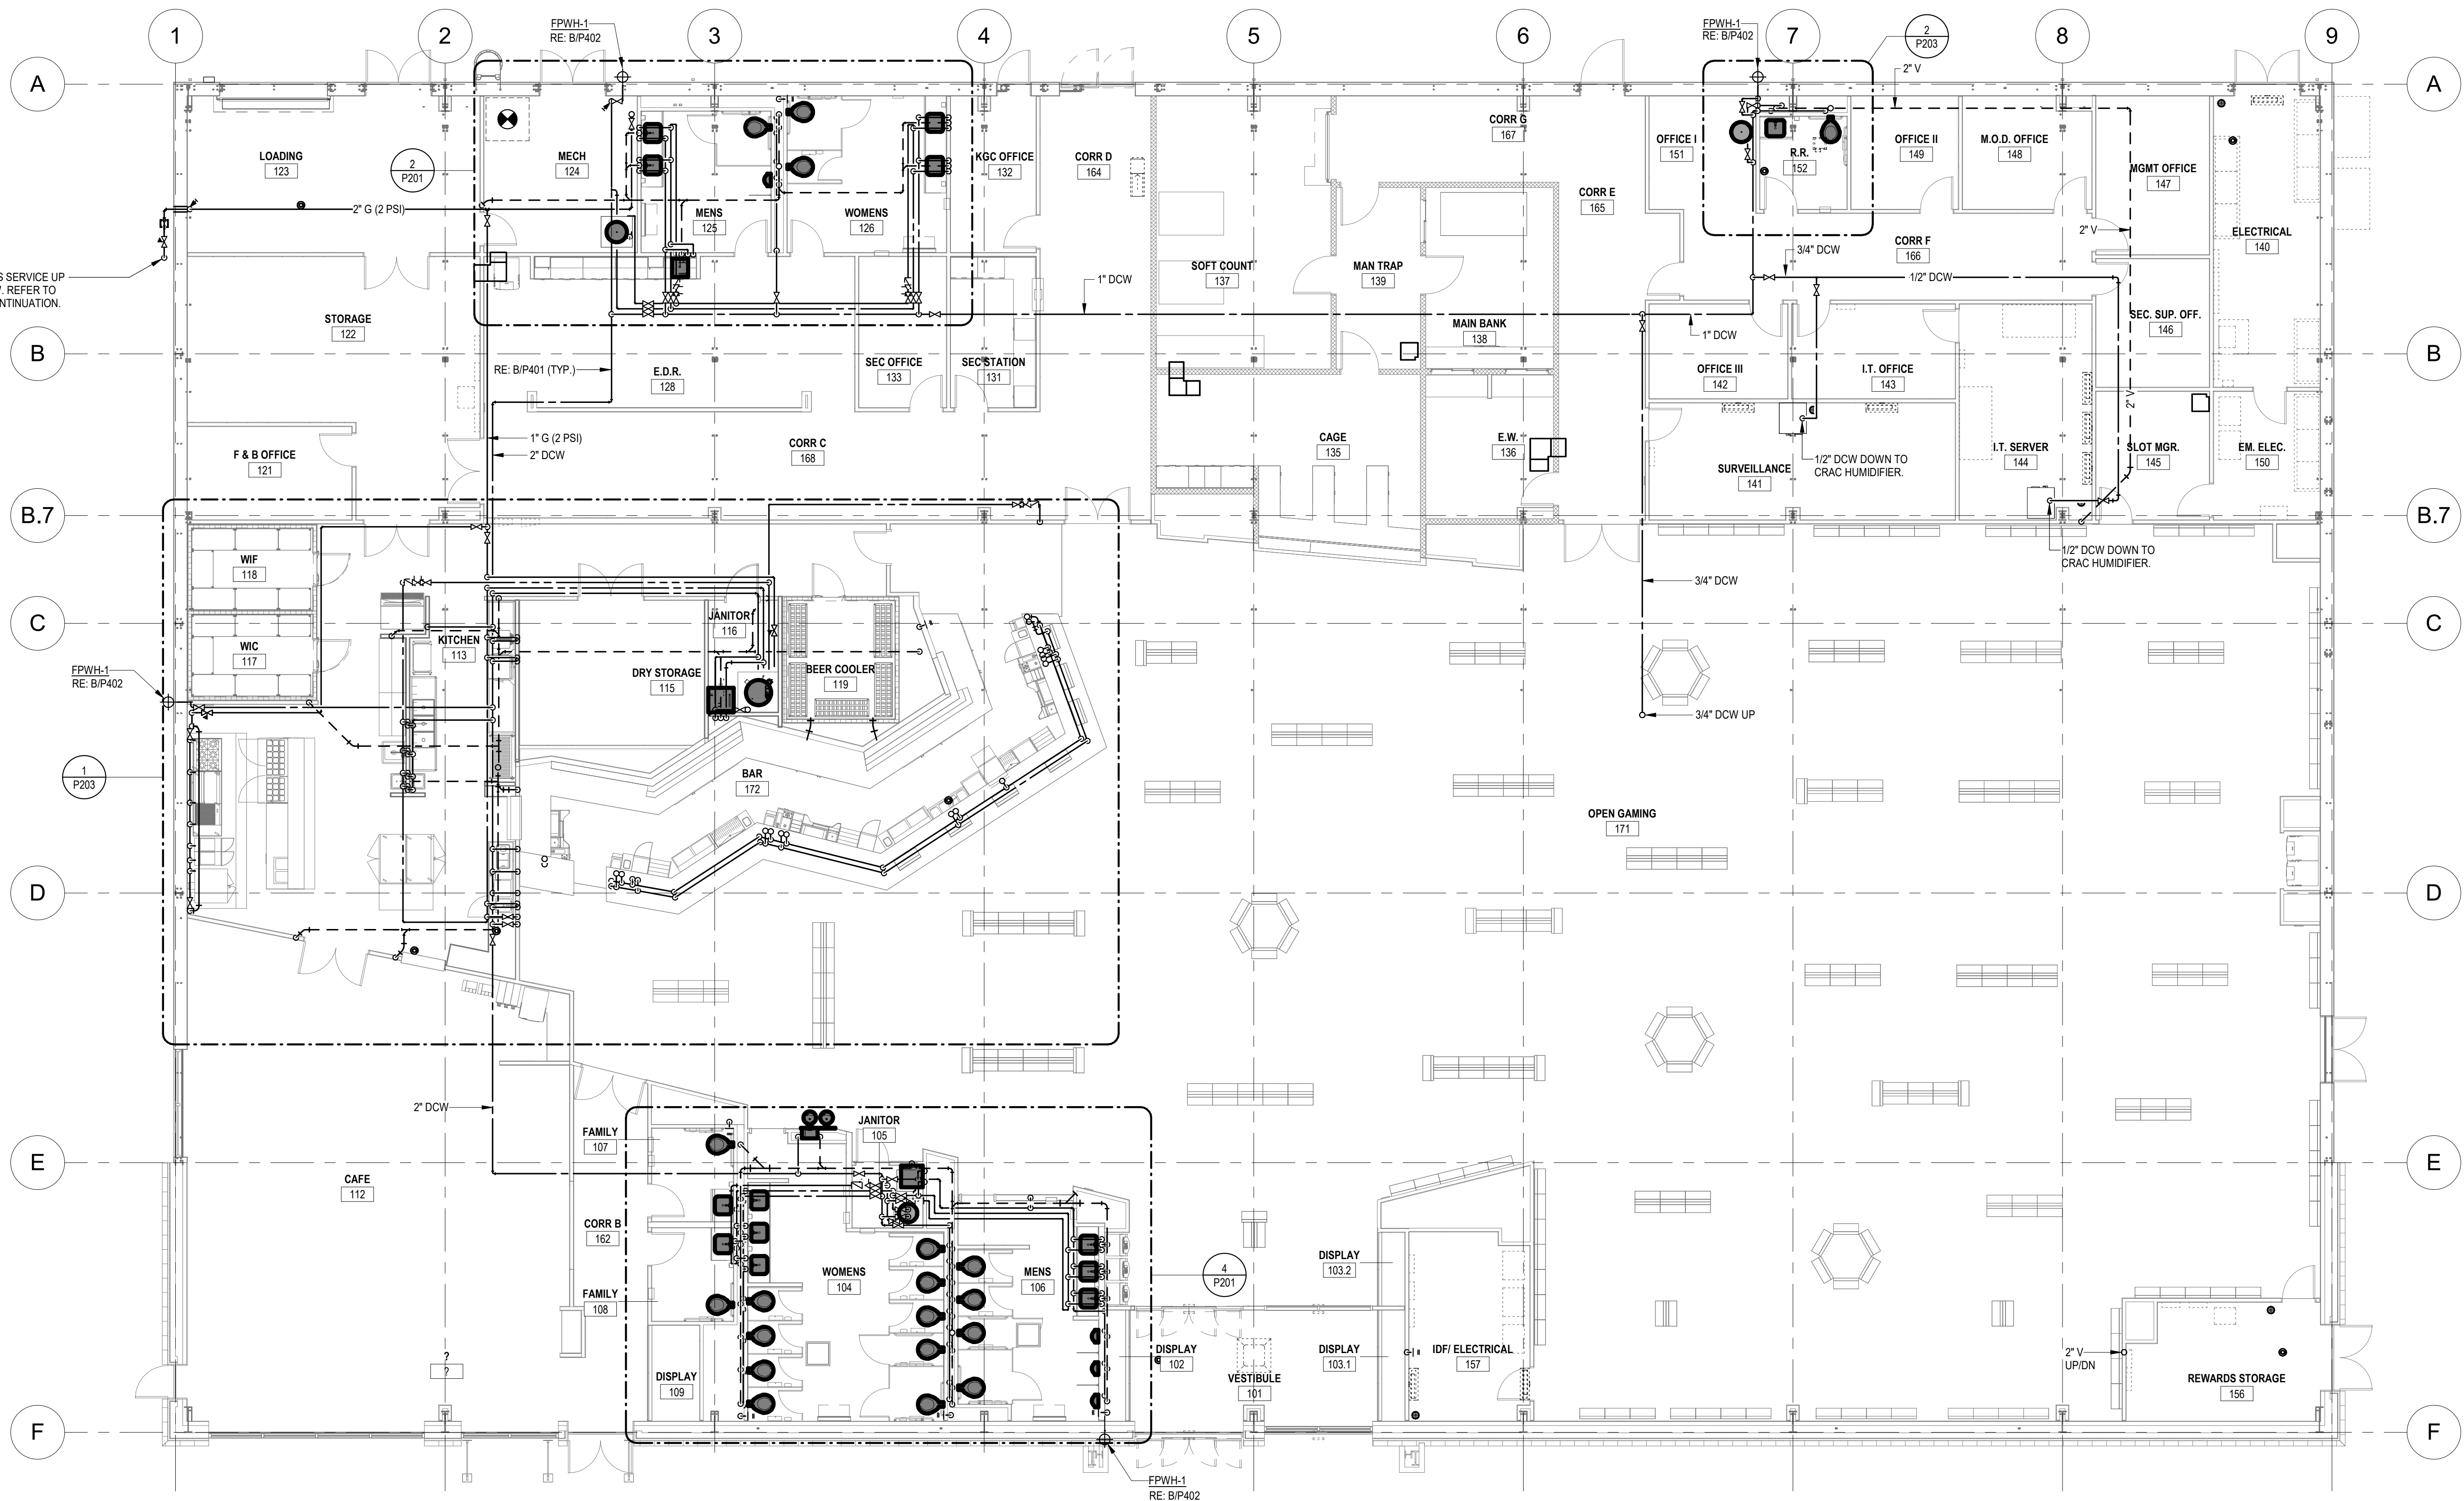 1
2
3
4
5
6
7
8
9
FPWH-1
RE: B/P402
FPWH-1
RE: B/P402
2
P203
2" V
A
A
LOADING
123
2
P201
MECH
124
MENS
125
WOMENS
126
KGC OFFICE
132
CORR D
164
CORR G
167
OFFICE I
151
R.R.
152
OFFICE II
149
M.O.D. OFFICE
148
MGMT OFFICE
147
CORR E
165
2" G (2 PSI)
2" V
ELECTRICAL
140
CORR F
166
3/4" DCW
1/2" DCW
S SERVICE UP
. REFER TO
NTINUATION.
SOFT COUNT
137
MAN TRAP
139
1" DCW
STORAGE
122
MAIN BANK
138
1" DCW
SEC. SUP. OFF.
146
B
B
RE: B/P401 (TYP.)
E.D.R.
128
SEC OFFICE
133
SEC STATION
131
OFFICE III
142
I.T. OFFICE
143
2" V
1" G (2 PSI)
2" DCW
CORR C
168
CAGE
135
E.W.
136
F & B OFFICE
121
SURVEILLANCE
141
1/2" DCW DOWN TO
CRAC HUMIDIFIER.
I.T. SERVER
144
SLOT MGR.
145
EM. ELEC.
150
B.7
B.7
WIF
118
1/2" DCW DOWN TO
CRAC HUMIDIFIER.
3/4" DCW
C
C
JANITOR
116
KITCHEN
113
WIC
117
DRY STORAGE
115
BEER COOLER
119
FPWH-1
RE: B/P402
3/4" DCW UP
1
P203
BAR
172
OPEN GAMING
171
D
D
2" DCW
FAMILY
107
JANITOR
105
E
E
CAFE
112
CORR B
162
WOMENS
104
MENS
106
4
P201
DISPLAY
103.2
FAMILY
108
?
?
DISPLAY
109
DISPLAY
102
VESTIBULE
101
DISPLAY
103.1
IDF/ ELECTRICAL
157
2" V
UP/DN
REWARDS STORAGE
156
F
F
FPWH-1
RE: B/P402